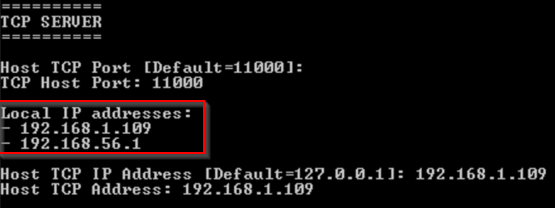 ==========
TCP SERVER
==========
Host TCP Port [Default=11000]:
TCP Host Port: 11000
Local IP addresses:
- 192.168.1.109
- 192.168.56.1
Host TCP IP Address [Default=127.0.0.1]: 192.168.1.109
Host TCP Address: 192.168.1.109